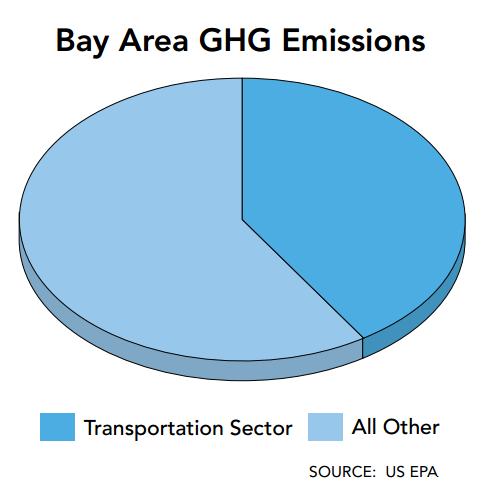 Bay Area GHG Emissions
Transportation Sector
All Other
SOURCE: US EPA